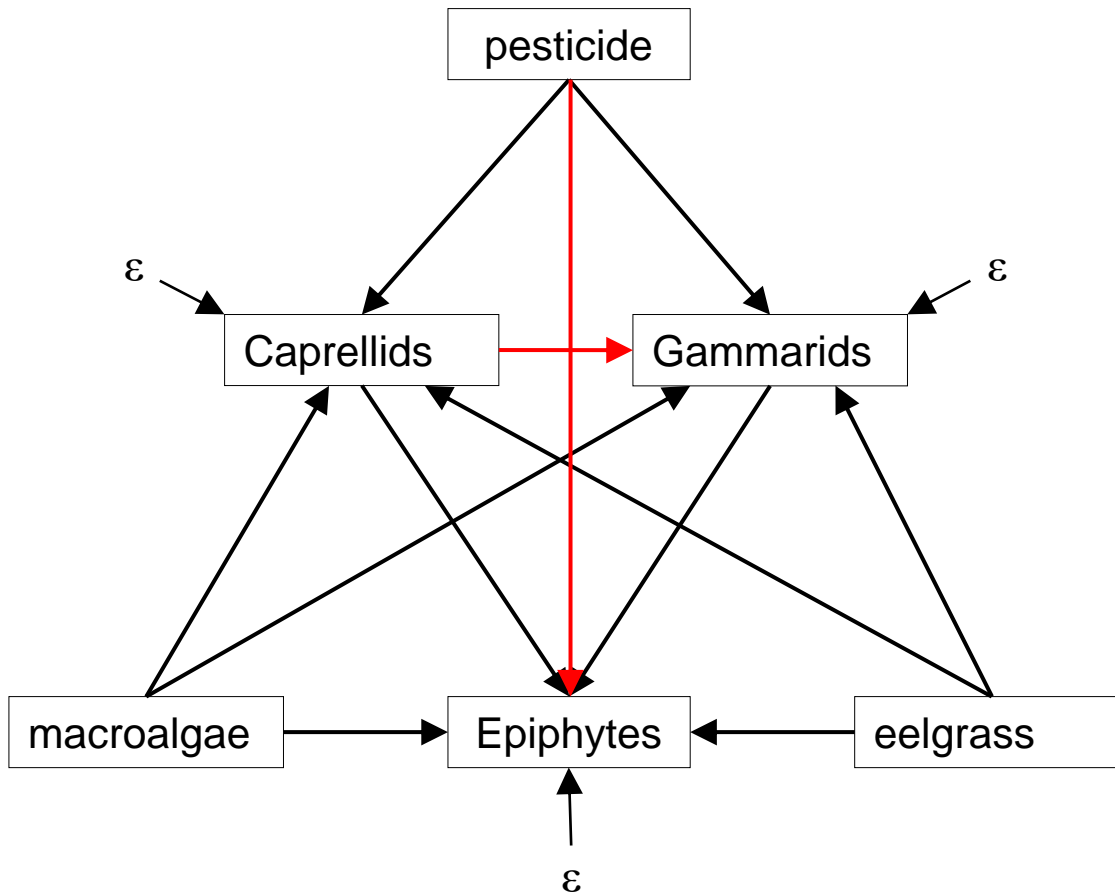 pesticide
ε
ε
Caprellids
Gammarids
macroalgae
Epiphytes
eelgrass
ε